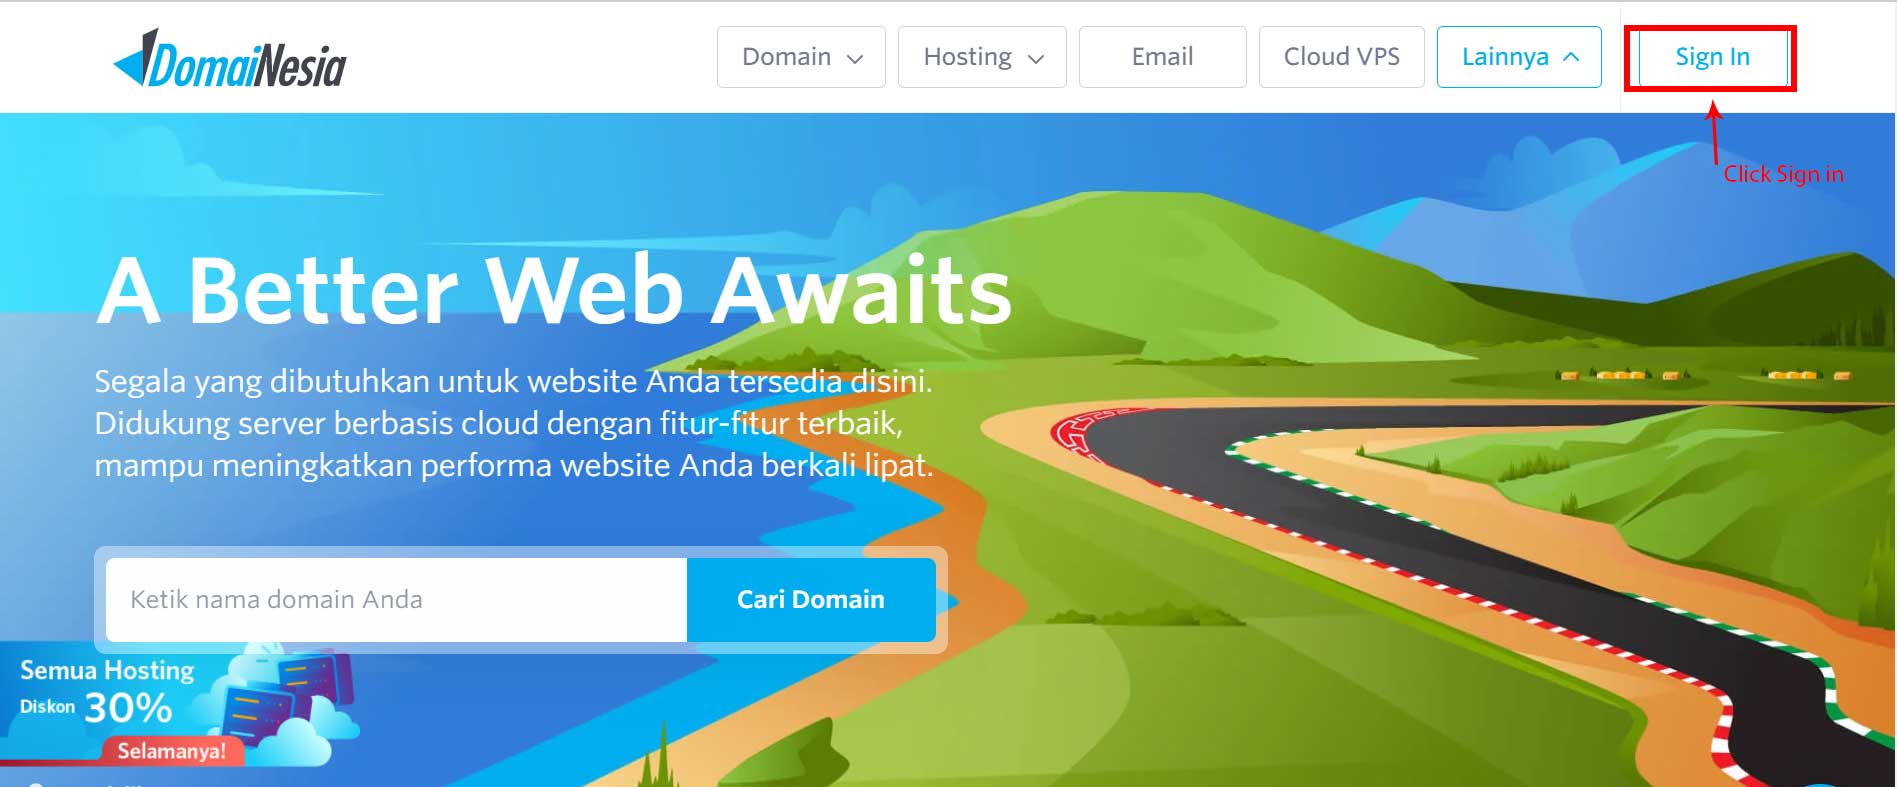 DomaiNesia
Domain
Hosting
Email
Cloud VPS
Lainnya
Sign In
Click Sign in
A Better Web Awaits
Segala yang dibutuhkan untuk website Anda tersedia disini.
Didukung server berbasis cloud dengan fitur-fitur terbaik,
mampu meningkatkan performa website Anda berkali lipat.
Ketik nama domain Anda
Cari Domain
Semua Hosting
Diskon 30%
Selamanya!